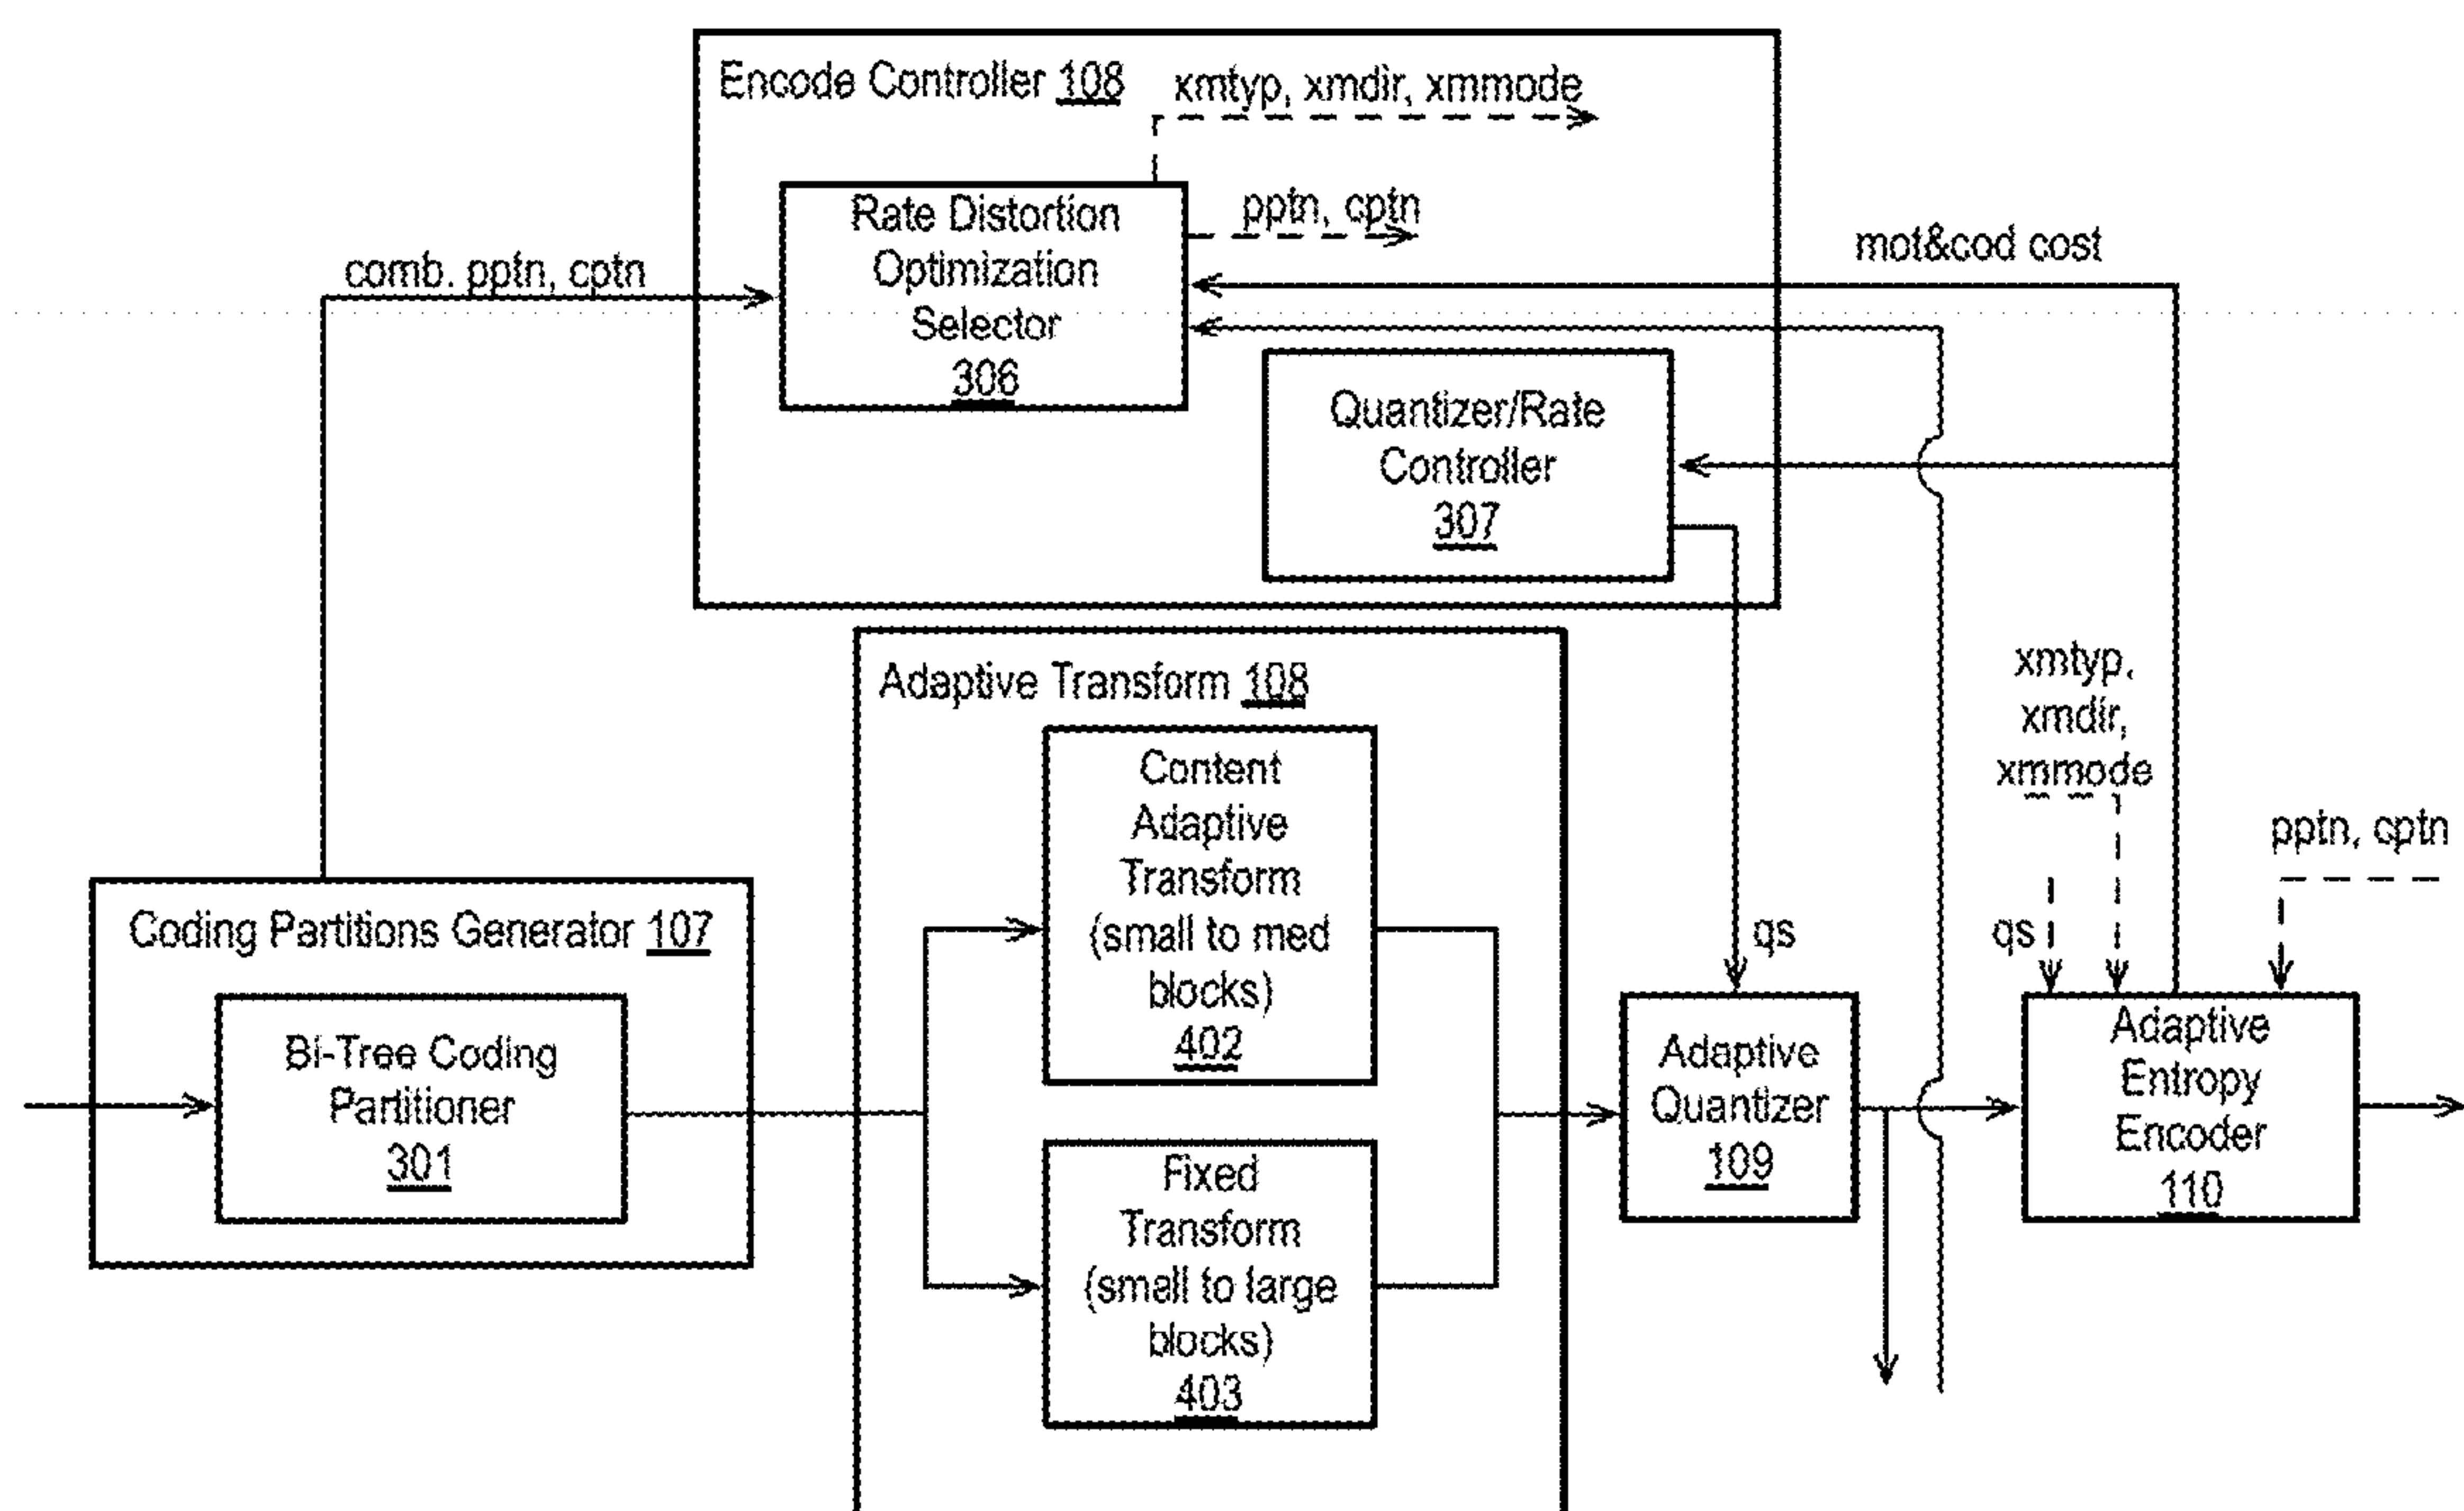 Encode Controller 108
xmtyp, xmdir, xmmode
Rate Distortion
Optimization
Selector
306
pptn, cptn
comb. pptn, cptn
mot&cod cost
Quantizer/Rate
Controller
307
Adaptive Transform 108
Content
Adaptive
Transform
(small to med
blocks)
402
Fixed
Transform
(small to large
blocks)
403
Coding Partitions Generator 107
Bi-Tree Coding
Partitioner
301
qs
Adaptive
Quantizer
109
xmtyp,
xmdir,
xmmode
qs
pptn, cptn
Adaptive
Entropy
Encoder
110